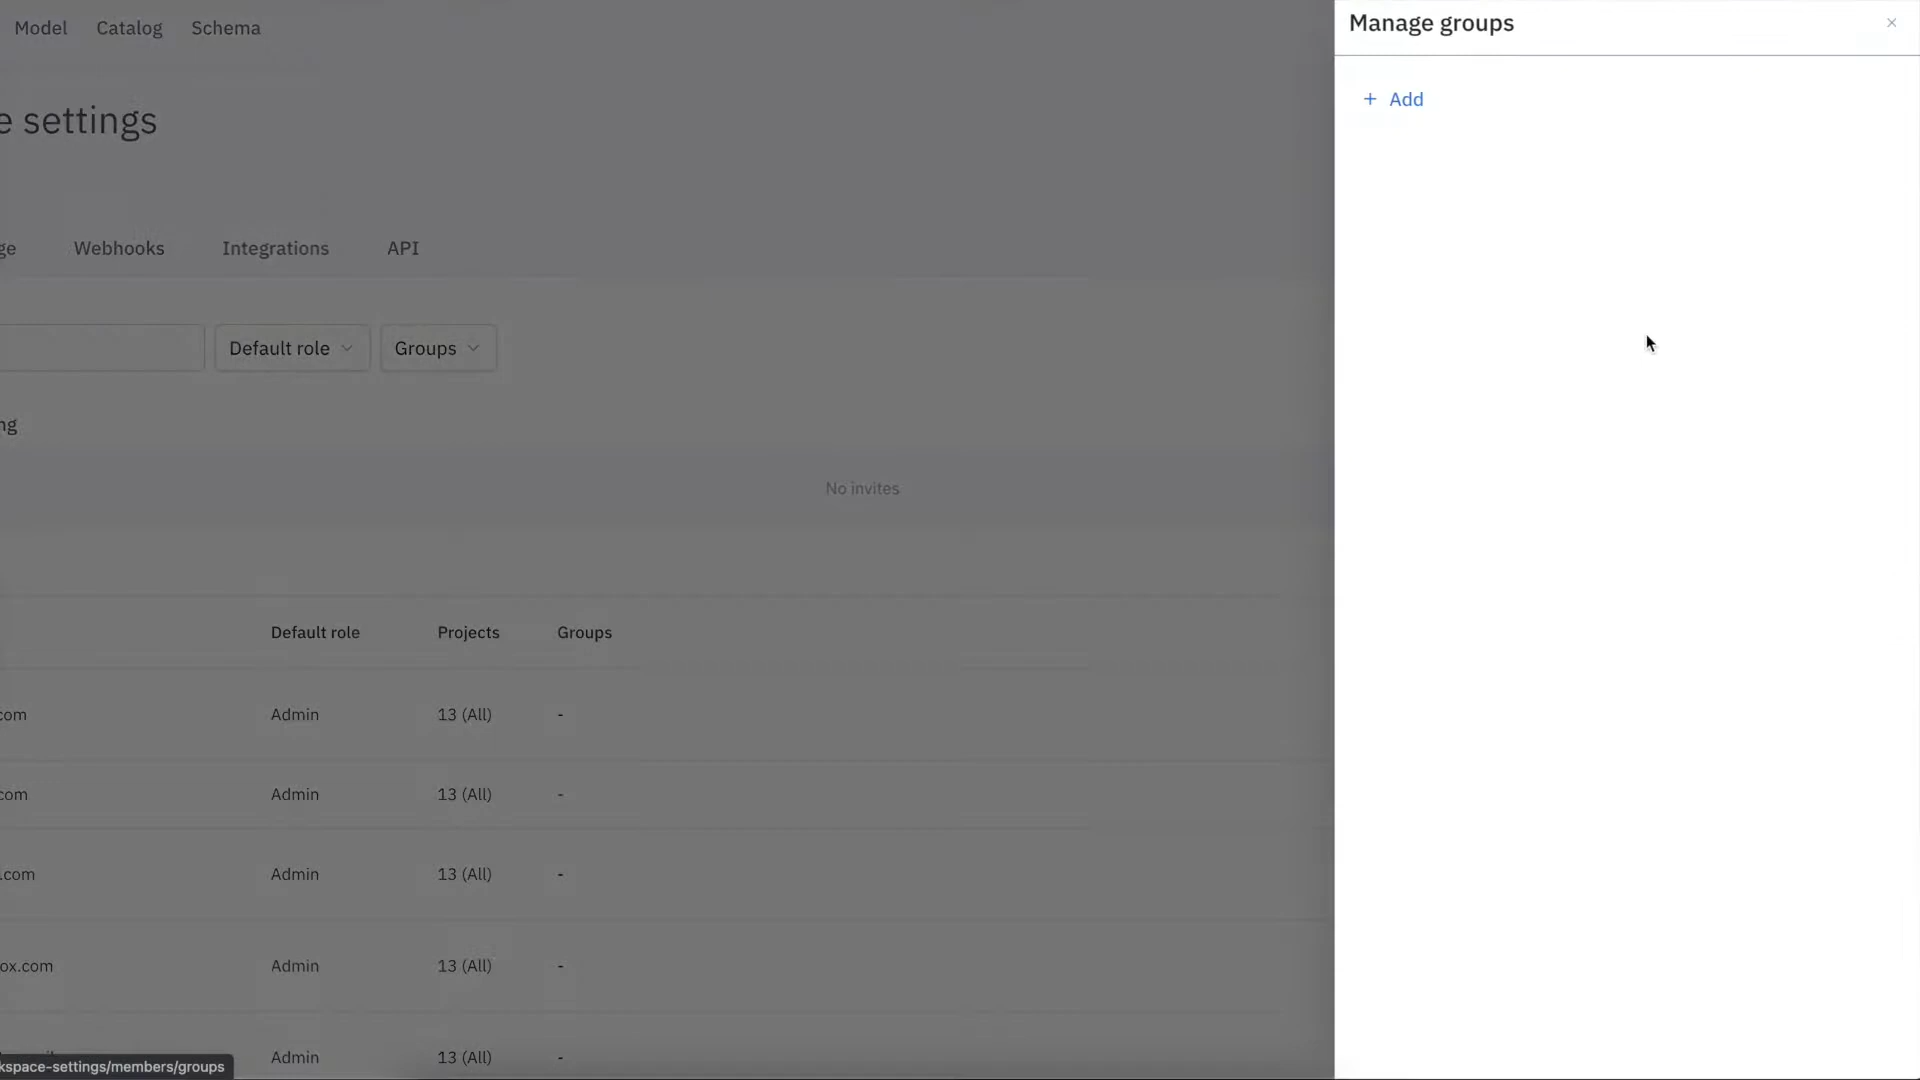 Model Catalog Schema
Manage groups
×
+ Add
e settings
ge Webhooks Integrations API
Default role Groups
ng
No invites
Default role Projects Groups
com Admin 13 (All) -
com Admin 13 (All) -
.com Admin 13 (All) -
ox.com Admin 13 (All) -
Admin 13 (All) -
kspace-settings/members/groups